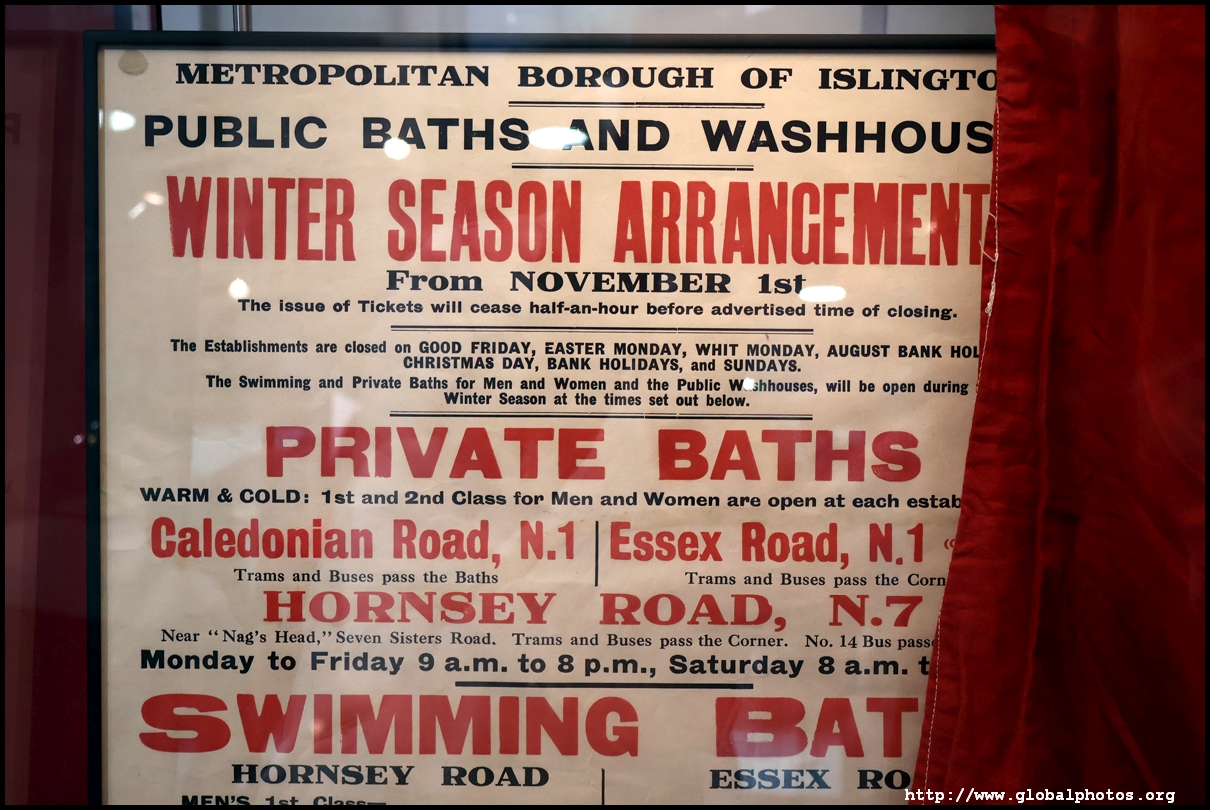 METROPOLITAN BOROUGH OF ISLINGTO
PUBLIC BATHS AND WASHHOUS
WINTER SEASON ARRANGEMENT
From NOVEMBER 1st
The issue of Tickets will cease half-an-hour before advertised time of closing.
The Establishments are closed on GOOD FRIDAY, EASTER MONDAY, WHIT MONDAY, AUGUST BANK HOL
CHRISTMAS DAY, BANK HOLIDAYS, and SUNDAYS.
The Swimming and Private Baths for Men and Women and the Public Washhouses, will be open during
Winter Season at the times set out below.
PRIVATE BATHS
WARM & COLD: 1st and 2nd Class for Men and Women are open at each estab
Caledonian Road, N.1 Essex Road, N.1
Trams and Buses pass the Baths Trams and Buses pass the Corn
HORNSEY ROAD, N.7
Near "Nag's Head," Seven Sisters Road. Trams and Buses pass the Corner. No. 14 Bus pass
Monday to Friday 9 a.m. to 8 p.m., Saturday 8 a.m. t
SWIMMING BAT
HORNSEY ROAD ESSEX RO
MEN'S 1st Class—
http://www.globalphotos.org